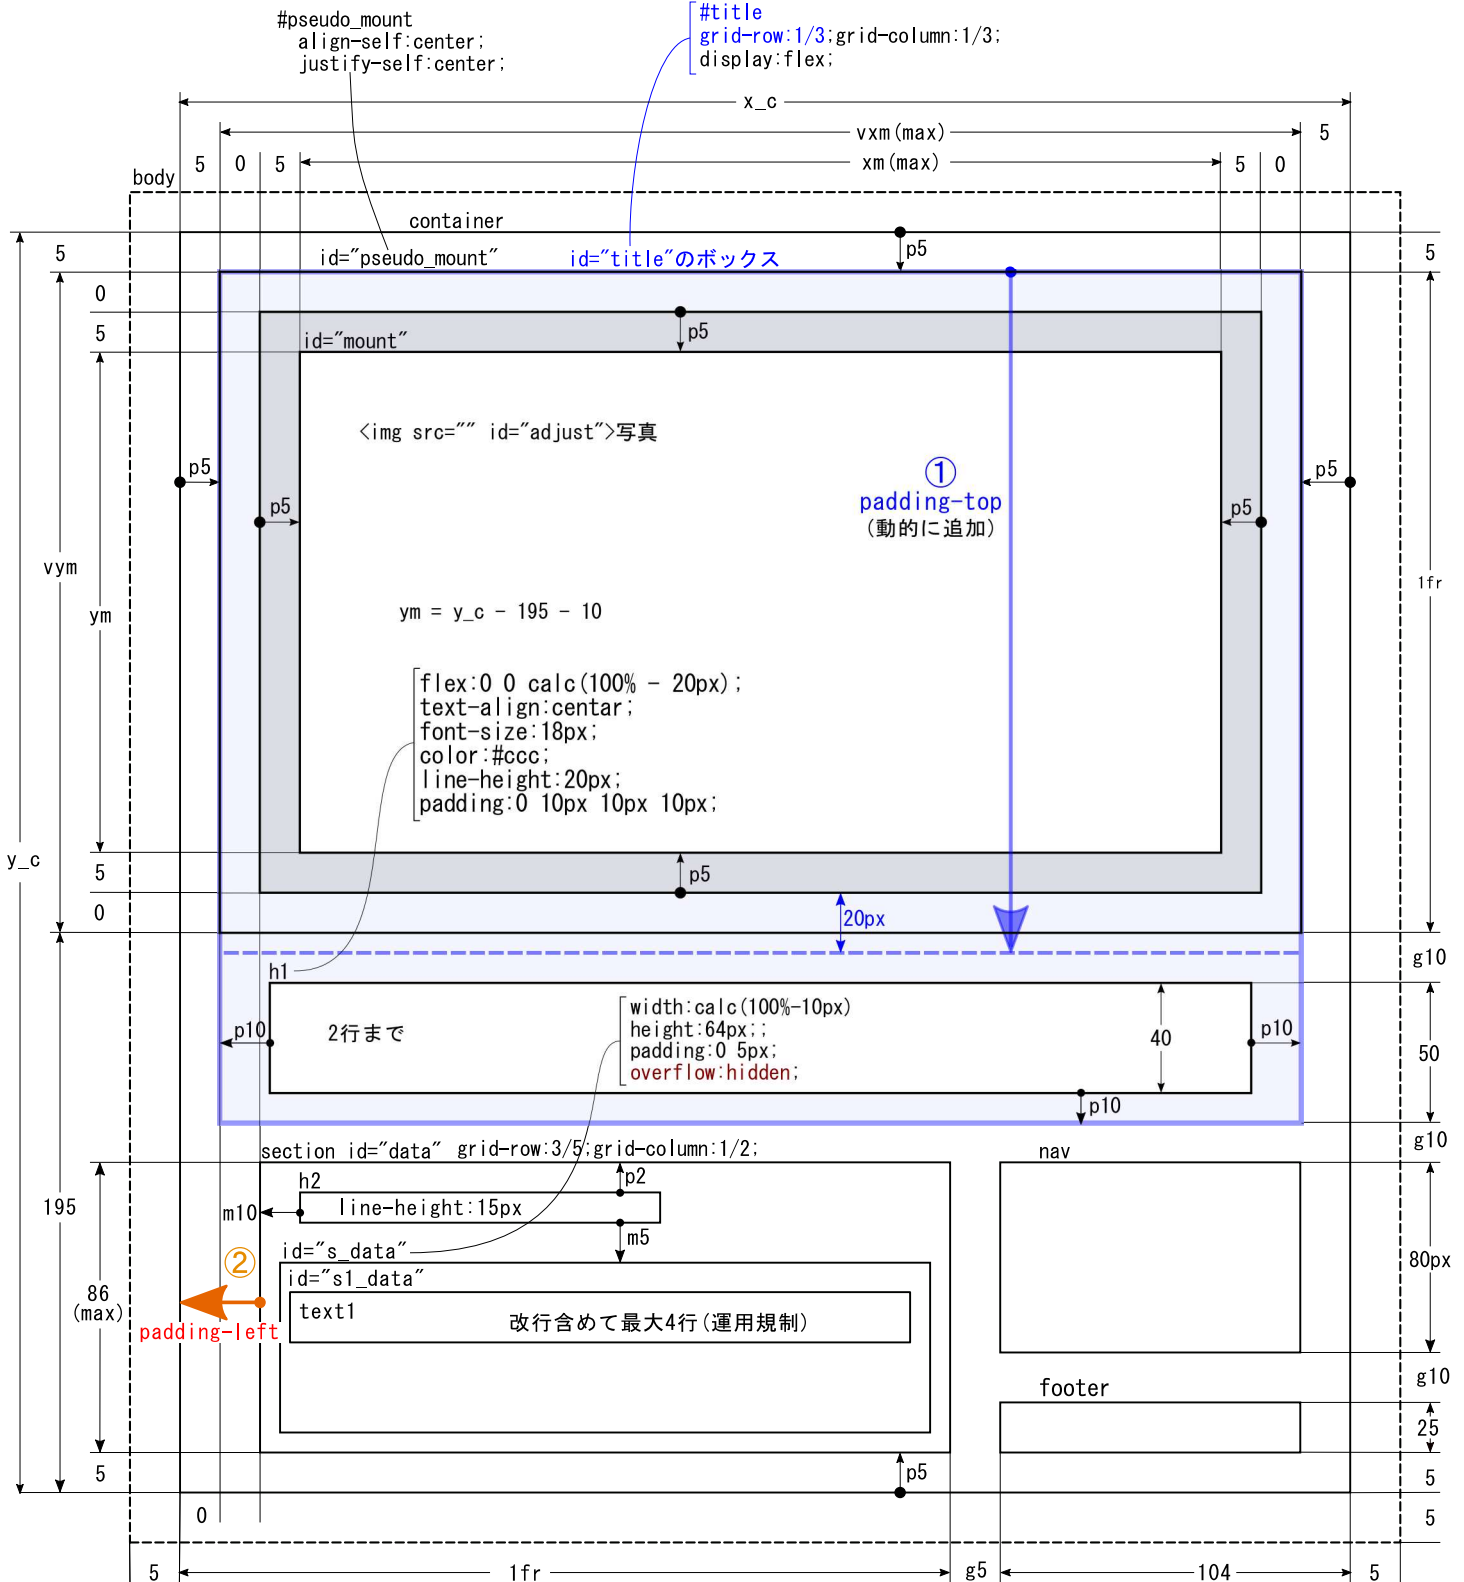 #pseudo_mount
align-self:center;
justify-self:center;
#title
grid-row:1/3;grid-column:1/3;
display:flex;
x_c
vxm(max)
5
5
0
5
xm(max)
5
0
body
container
5
p5
5
id="pseudo_mount"
id="title"のボックス
0
5
id="mount"
p5
<img src="" id="adjust">写真
p5
①
p5
padding-top
p5
p5
(動的に追加)
vym
1fr
ym
ym = y_c - 195 - 10
flex:0 0 calc(100% - 20px);
text-align:centar;
font-size:18px;
color:#ccc;
line-height:20px;
padding:0 10px 10px 10px;
y_c
5
p5
0
20px
g10
h1
width:calc(100%-10px)
height:64px;;
padding:0 5px;
overflow:hidden;
p10
2行まで
40
p10
50
p10
g10
section id="data"
grid-row:3/5;grid-column:1/2;
nav
h2
p2
195
m10
line-height:15px
m5
id="s_data"
②
id="s1_data"
80px
86
(max)
text1
改行含めて最大4行(運用規制)
padding-left
g10
footer
25
5
p5
5
0
5
5
1fr
g5
104
5